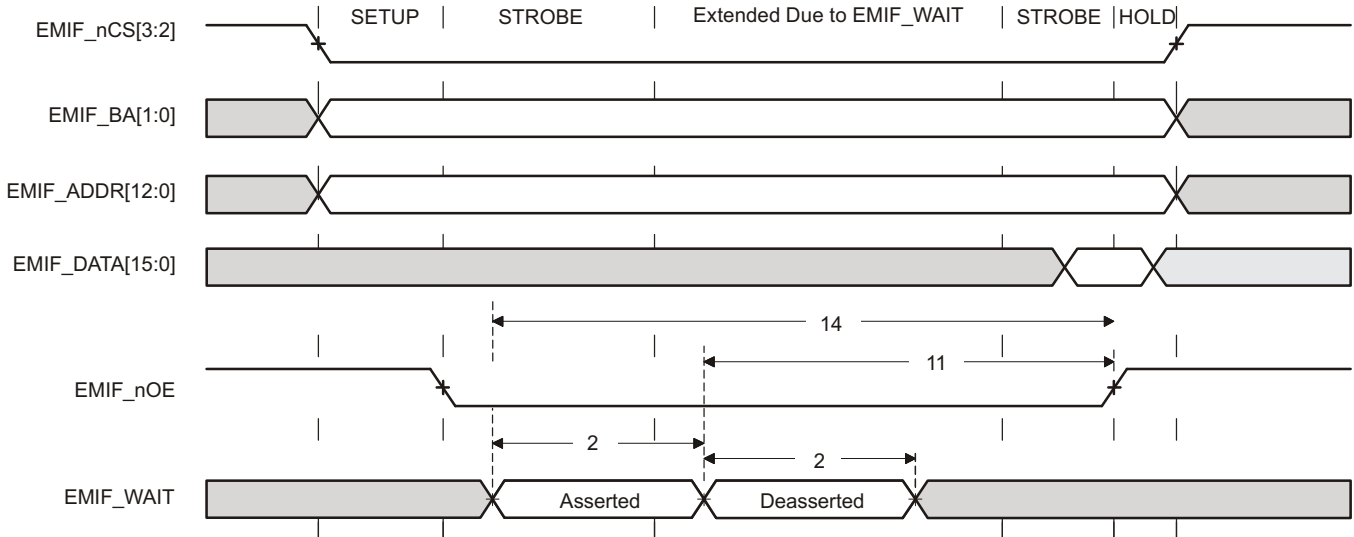 SETUP
STROBE
Extended Due to EMIF_WAIT
STROBE
HOLD
EMIF_nCS[3:2]
EMIF_BA[1:0]
EMIF_ADDR[12:0]
EMIF_DATA[15:0]
14
11
EMIF_nOE
2
2
EMIF_WAIT
Asserted
Deasserted